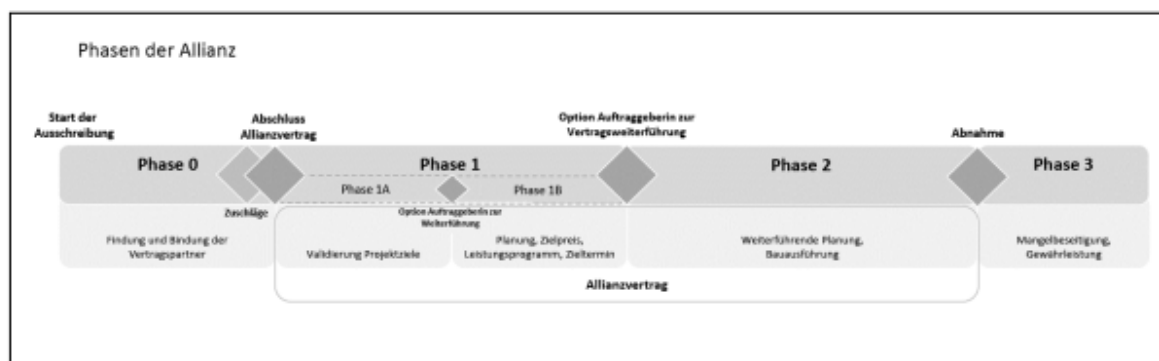 Phasen der Allianz
Start der
Ausschreibung
Abschluss
Allianzvertrag
Option Auftraggeberin zur
Vertragsweiterführung
Abnahme
Phase 0
Phase 1
Phase 2
Phase 3
Phase 1A
Phase 1B
Zuschläge
Option Auftraggeberin zur
Weiterführung
Findung und Bindung der
Vertragspartner
Validierung Projektziele
Planung, Zielpreis,
Leistungsprogramm, Zieltermin
Weiterführende Planung,
Bauausführung
Mangelbeseitigung,
Gewährleistung
Allianzvertrag